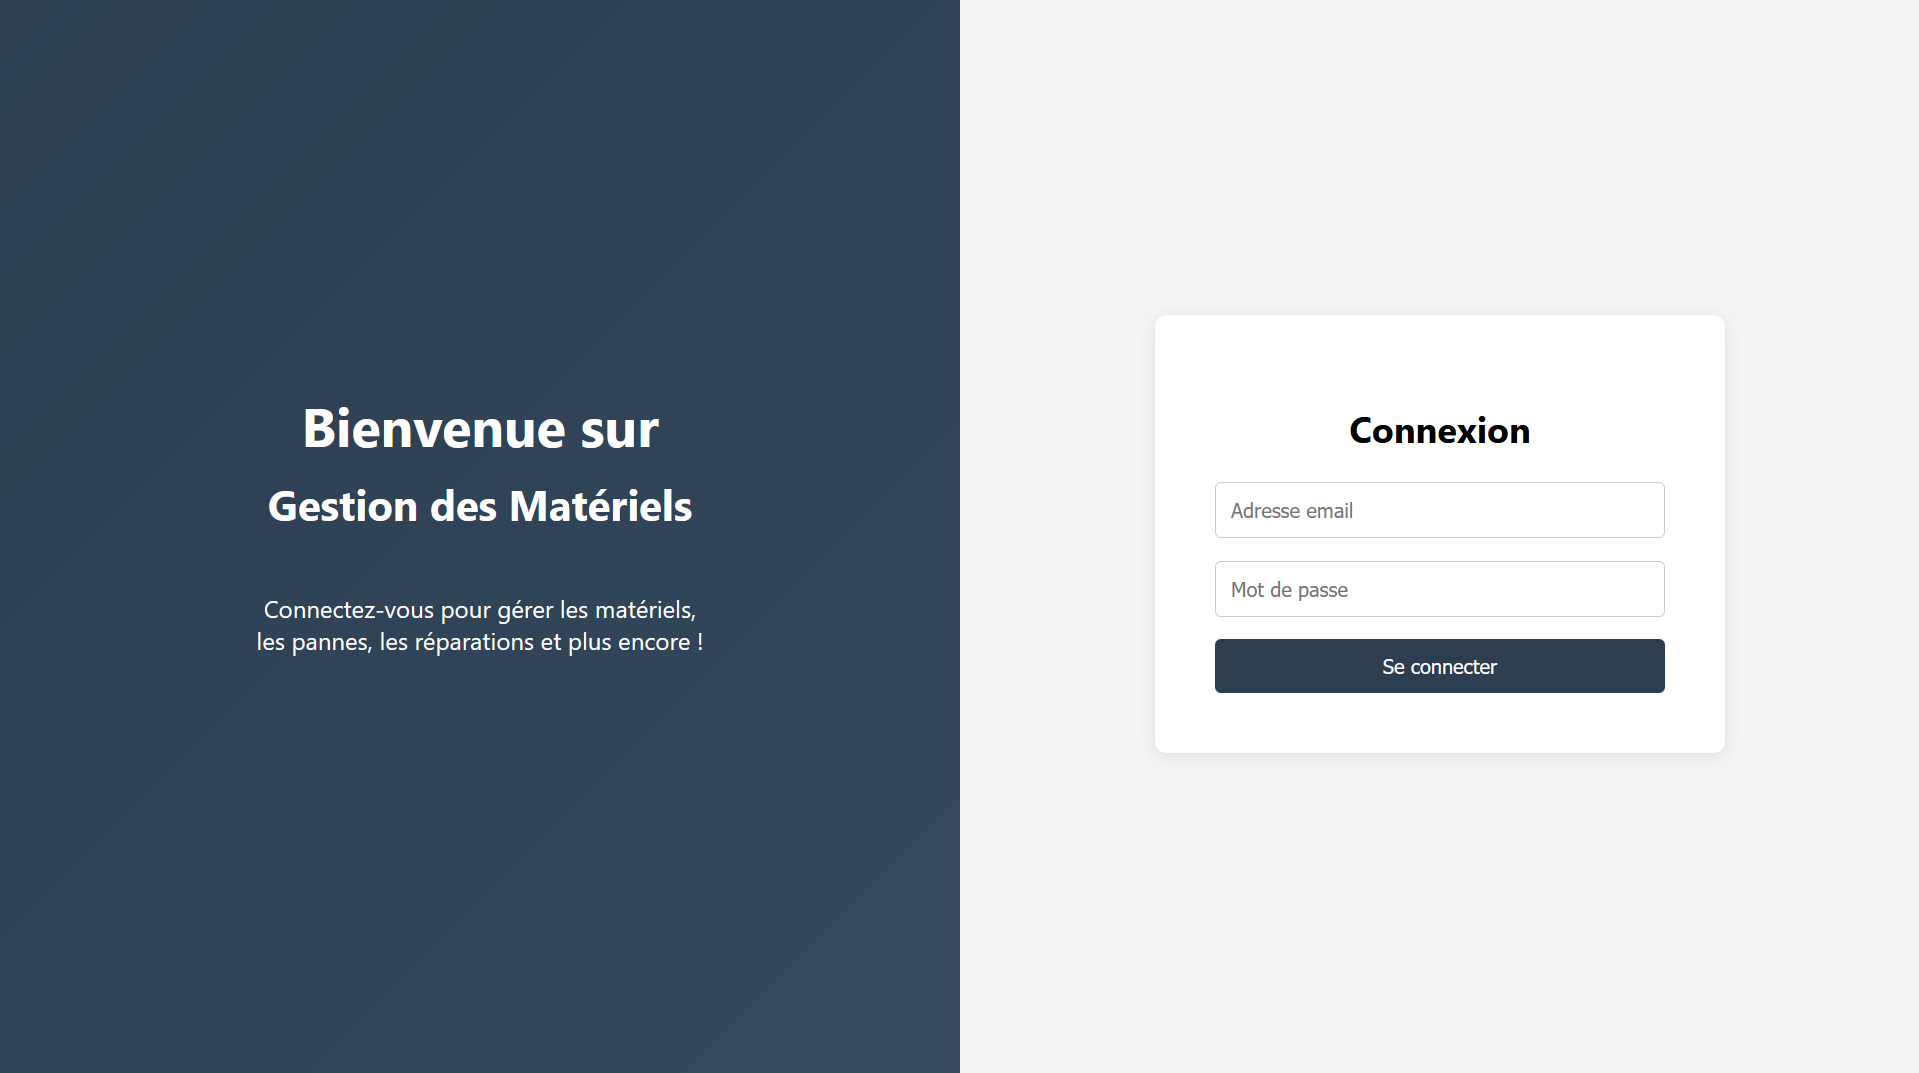 Bienvenue sur
Gestion des Matériels
Connectez-vous pour gérer les matériels,
les pannes, les réparations et plus encore !
Connexion
Adresse email
Mot de passe
Se connecter